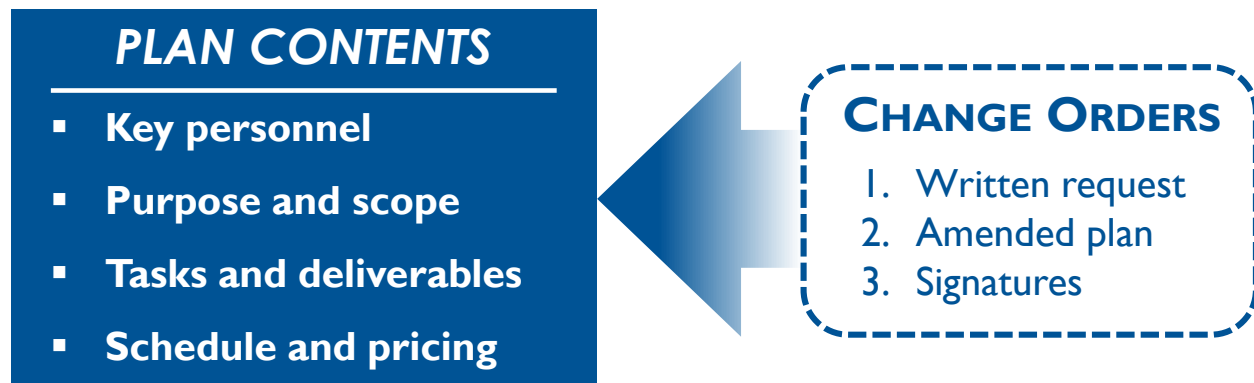 PLAN CONTENTS
▪ Key personnel
▪ Purpose and scope
▪ Tasks and deliverables
▪ Schedule and pricing
CHANGE ORDERS
1. Written request
2. Amended plan
3. Signatures